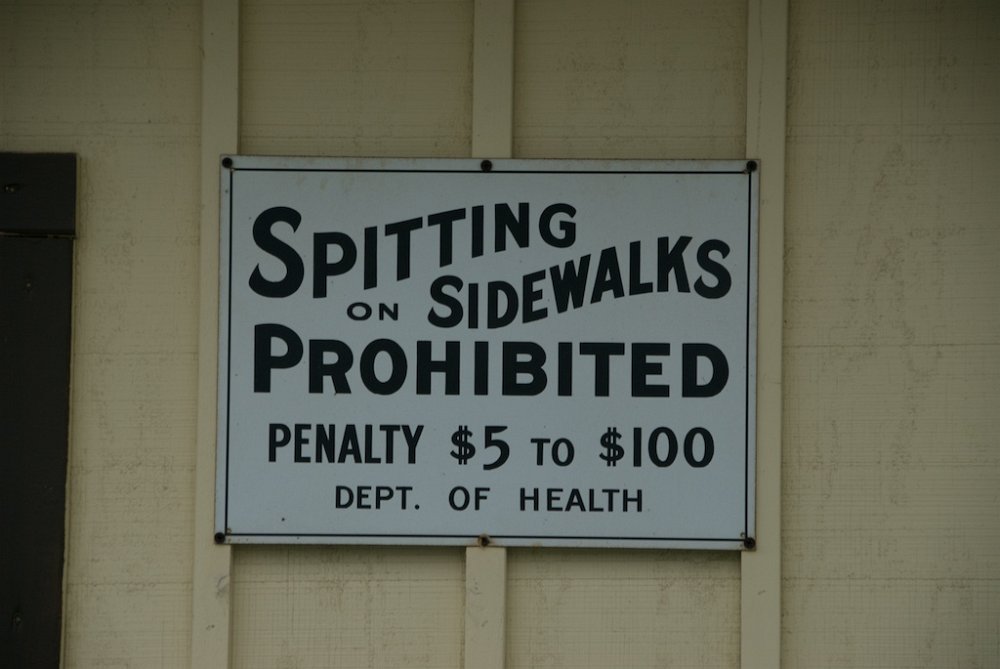 SPITTING
ON SIDEWALKS
PROHIBITED
PENALTY $5 TO $100
DEPT. OF HEALTH